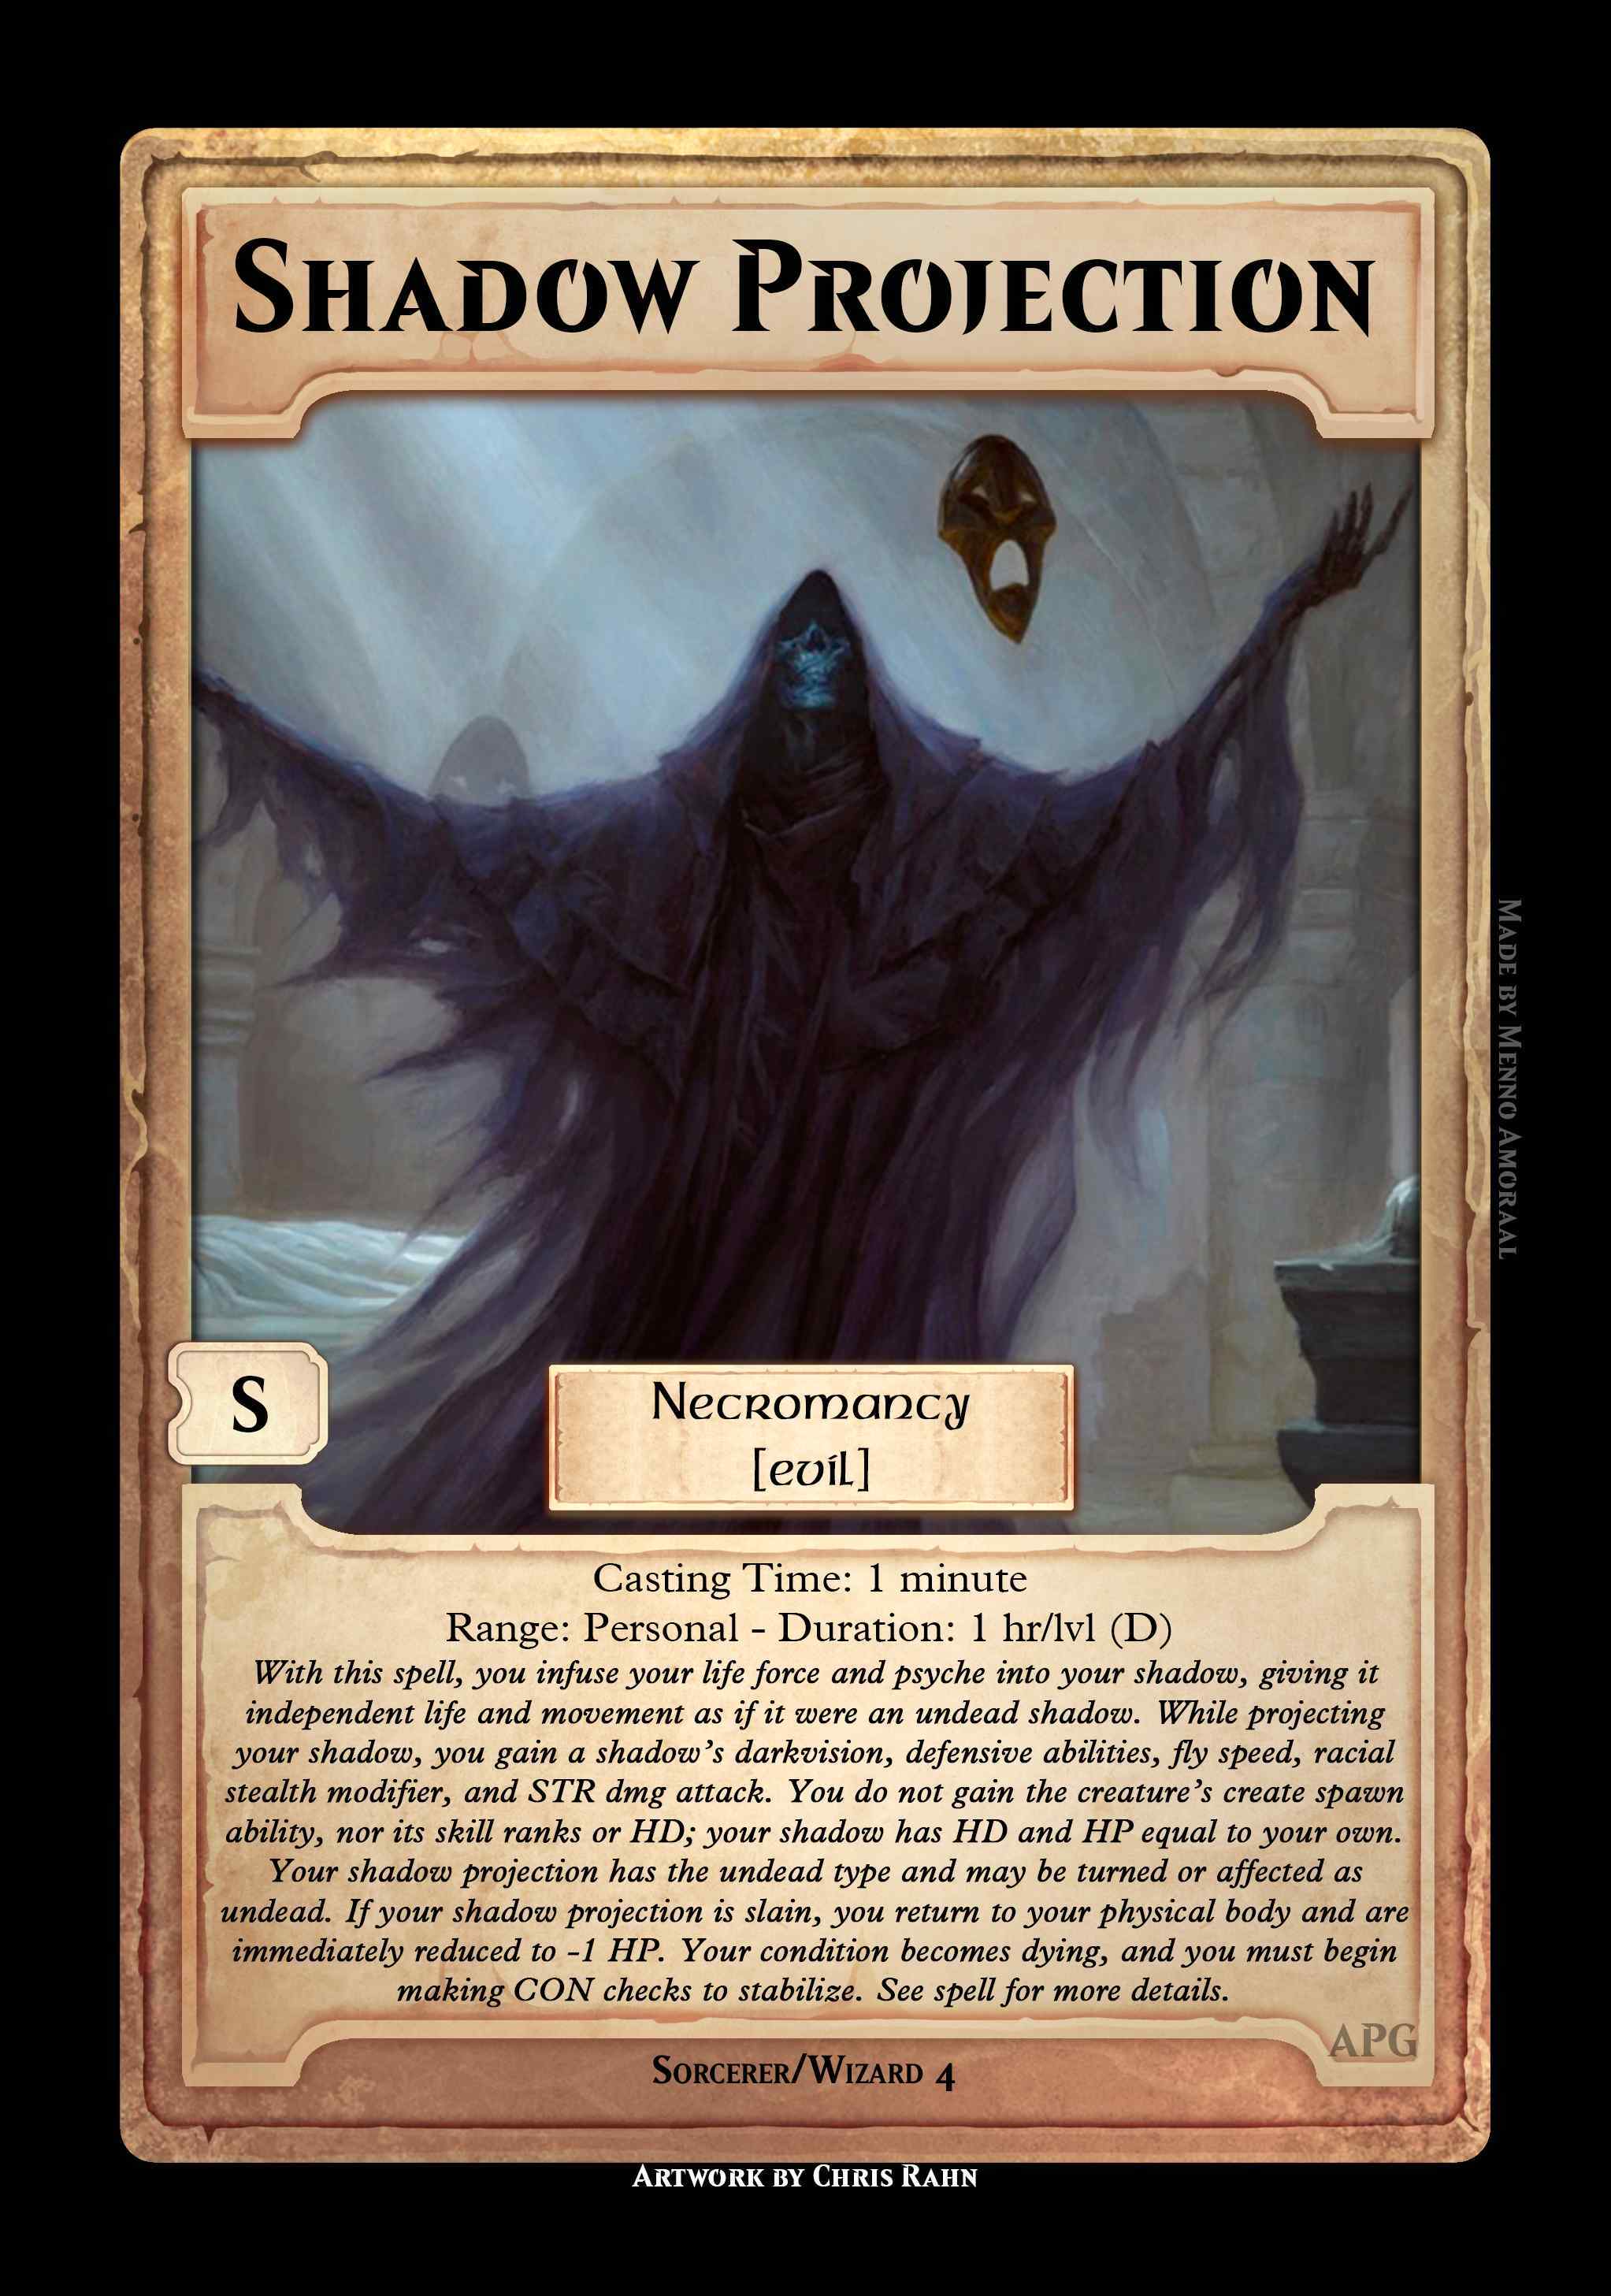 Shadow Projection
Made by Menno Amoraal
S
Necromancy
[evil]
Casting Time: 1 minute
Range: Personal - Duration: 1 hr/lvl (D)
With this spell, you infuse your life force and psyche into your shadow, giving it
independent life and movement as if it were an undead shadow. While projecting
your shadow, you gain a shadow's darkvision, defensive abilities, fly speed, racial
stealth modifier, and STR dmg attack. You do not gain the creature's create spawn
ability, nor its skill ranks or HD; your shadow has HD and HP equal to your own.
Your shadow projection has the undead type and may be turned or affected as
undead. If your shadow projection is slain, you return to your physical body and are
immediately reduced to -1 HP. Your condition becomes dying, and you must begin
making CON checks to stabilize. See spell for more details.
APG
Sorcerer/Wizard 4
Artwork by Chris Rahn